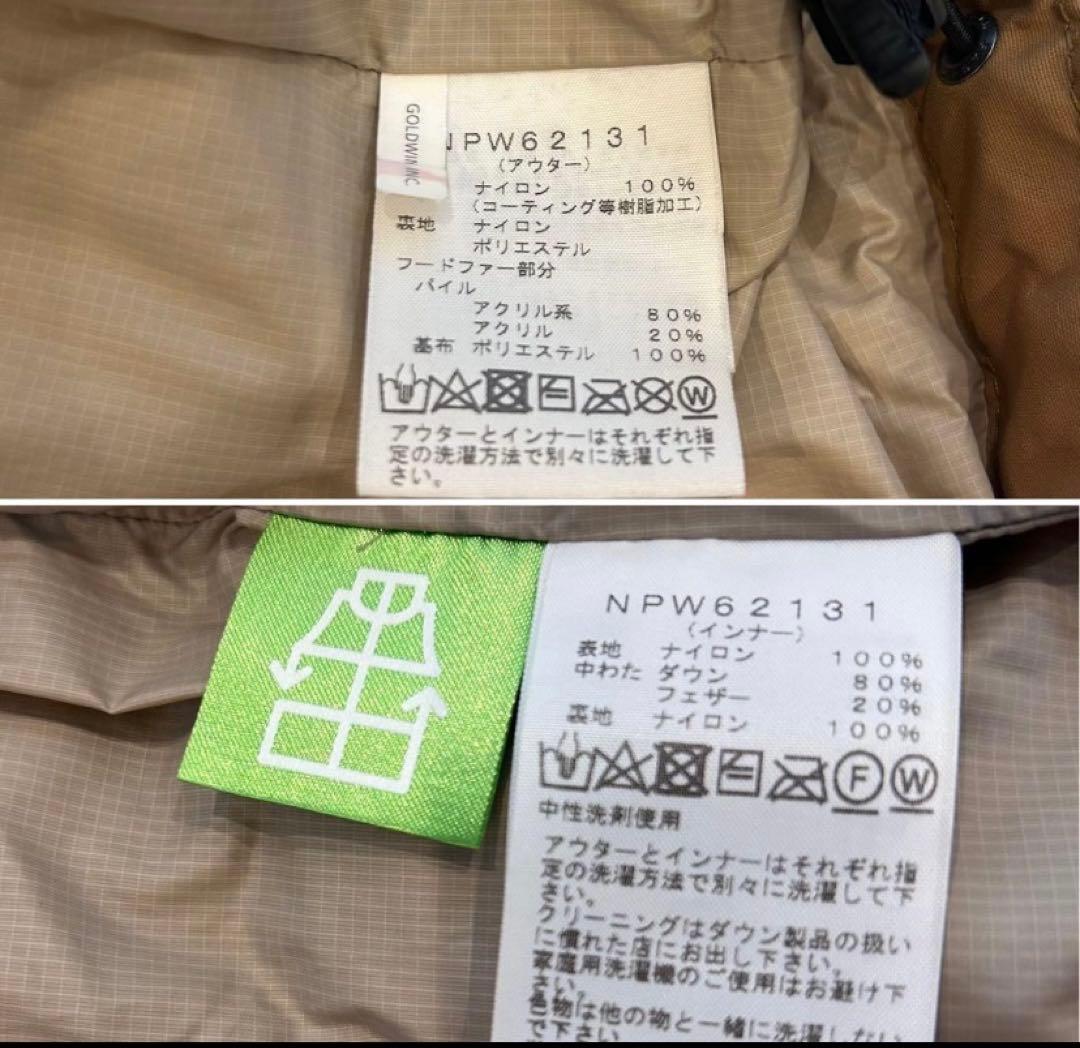 GOLDWIN INC
NPW62131
(アウター)
ナイロン 100%
(コーティング等樹脂加工)
裏地 ナイロン
ポリエステル
フードファー部分
パイル
アクリル系 80%
アクリル 20%
基布 ポリエステル 100%
W
アウターとインナーはそれぞれ指
定の洗濯方法で別々に洗濯して下
さい。
NPW62131
(インナー)
表地 ナイロン 100%
中わた ダウン 80%
フェザー 20%
裏地 ナイロン 100%
F W
中性洗剤使用
アウターとインナーはそれぞれ指
定の洗濯方法で別々に洗濯して下
さい。
クリーニングはダウン製品の扱い
に慣れた店にお出し下さい。
家庭用洗濯機のご使用はお避け下
さい。
色物は他の物と一緒に洗濯しない
で下さい